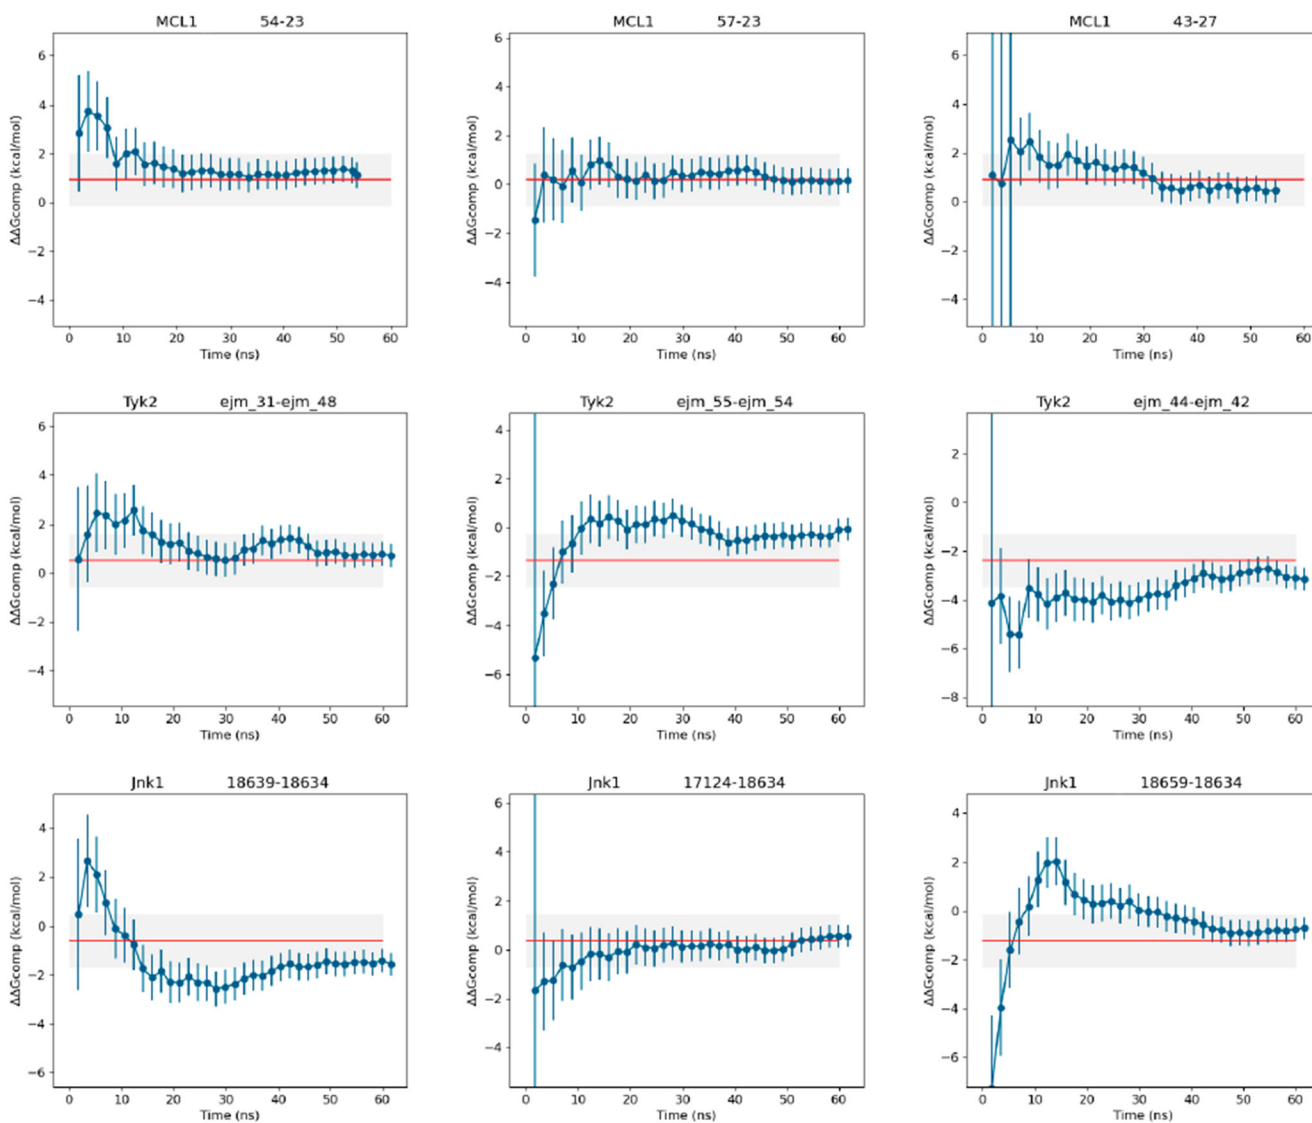 MCL1 54-23
ΔΔGcomp (kcal/mol)
6
4
2
0
−2
−4
0 10 20 30 40 50 60
Time (ns)
MCL1 57-23
ΔΔGcomp (kcal/mol)
6
4
2
0
−2
−4
0 10 20 30 40 50 60
Time (ns)
MCL1 43-27
ΔΔGcomp (kcal/mol)
6
4
2
0
−2
−4
0 10 20 30 40 50 60
Time (ns)
Tyk2 ejm_31-ejm_48
ΔΔGcomp (kcal/mol)
6
4
2
0
−2
−4
0 10 20 30 40 50 60
Time (ns)
Tyk2 ejm_55-ejm_54
ΔΔGcomp (kcal/mol)
4
2
0
−2
−4
−6
0 10 20 30 40 50 60
Time (ns)
Tyk2 ejm_44-ejm_42
ΔΔGcomp (kcal/mol)
2
0
−2
−4
−6
−8
0 10 20 30 40 50 60
Time (ns)
Jnk1 18639-18634
ΔΔGcomp (kcal/mol)
4
2
0
−2
−4
−6
0 10 20 30 40 50 60
Time (ns)
Jnk1 17124-18634
ΔΔGcomp (kcal/mol)
6
4
2
0
−2
−4
0 10 20 30 40 50 60
Time (ns)
Jnk1 18659-18634
ΔΔGcomp (kcal/mol)
4
2
0
−2
−4
−6
0 10 20 30 40 50 60
Time (ns)